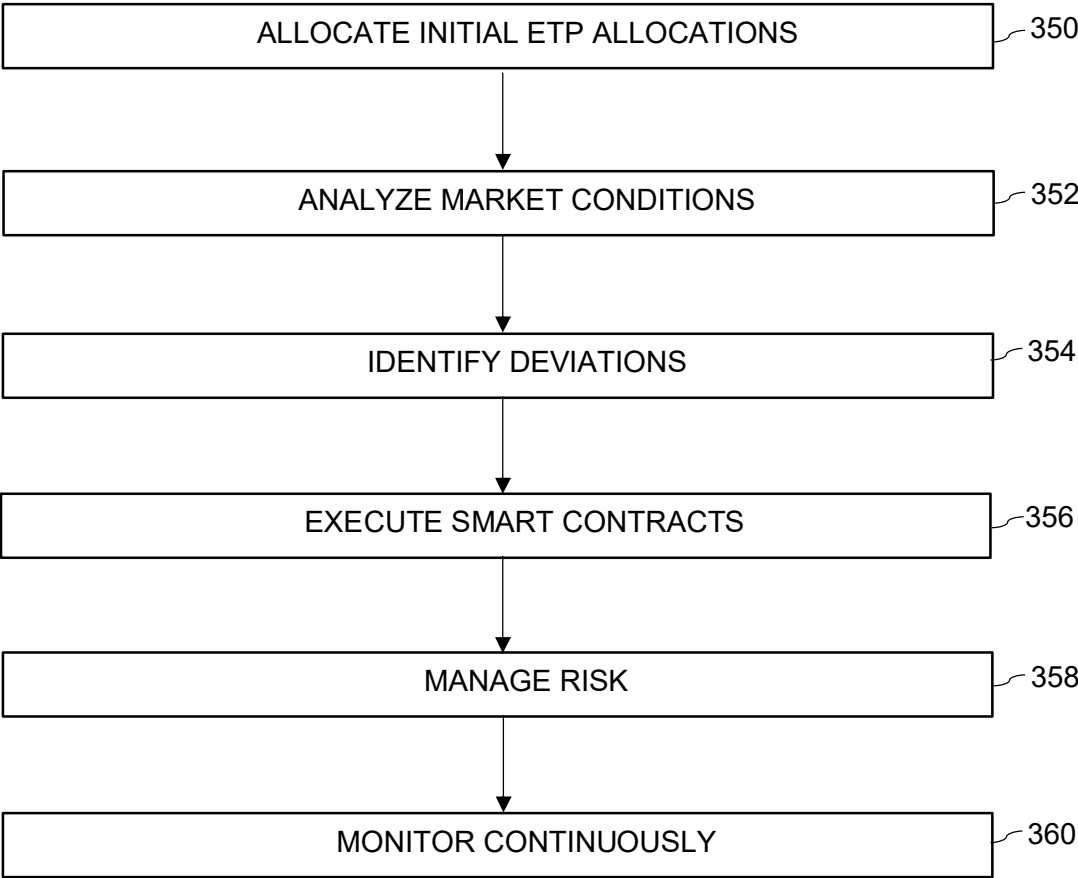 ALLOCATE INITIAL ETP ALLOCATIONS
350
ANALYZE MARKET CONDITIONS
352
IDENTIFY DEVIATIONS
354
EXECUTE SMART CONTRACTS
356
MANAGE RISK
358
MONITOR CONTINUOUSLY
360